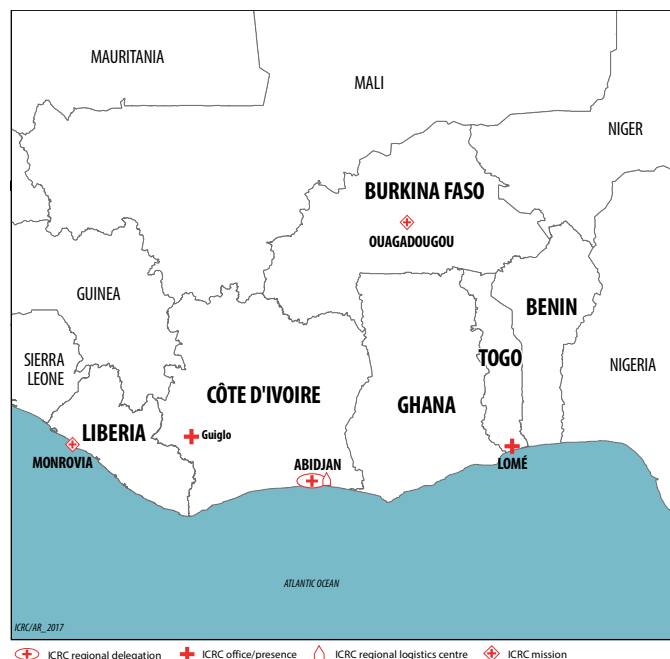 MAURITANIA
MALI
NIGER
BURKINA FASO
OUAGADOUGOU
GUINEA
BENIN
SIERRA
LEONE
TOGO
NIGERIA
CÔTE D'IVOIRE
GHANA
LIBERIA
Guiglo
MONROVIA
ABIDJAN
LOMÉ
ATLANTIC OCEAN
ICRC/AR_2017
ICRC regional delegation ICRC office/presence ICRC regional logistics centre ICRC mission